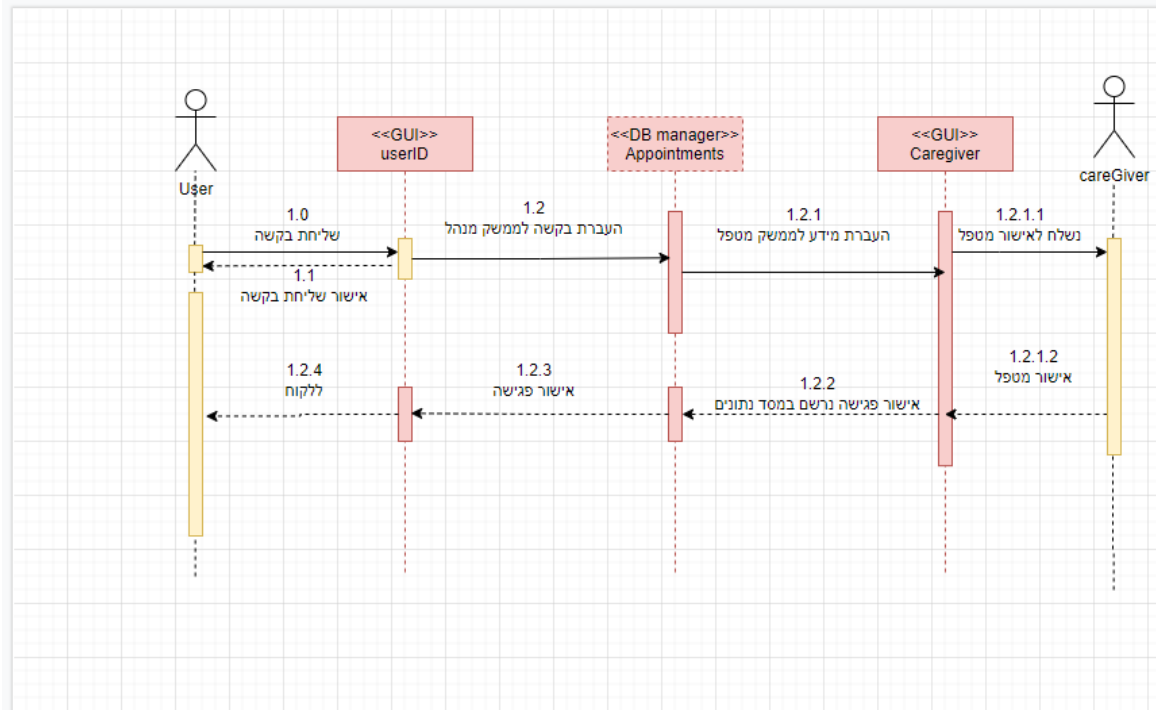 <<GUI>>
userID
<<DB manager>>
Appointments
<<GUI>>
Caregiver
User
careGiver
1.0
שליחת בקשה
1.2
העברת בקשה לממשק מנהל
1.2.1
העברת מידע לממשק מטפל
1.2.1.1
נשלח לאישור מטפל
1.1
אישור שליחת בקשה
1.2.4
ללקוח
1.2.3
אישור פגישה
1.2.2
אישור פגישה נרשם במסד נתונים
1.2.1.2
אישור מטפל